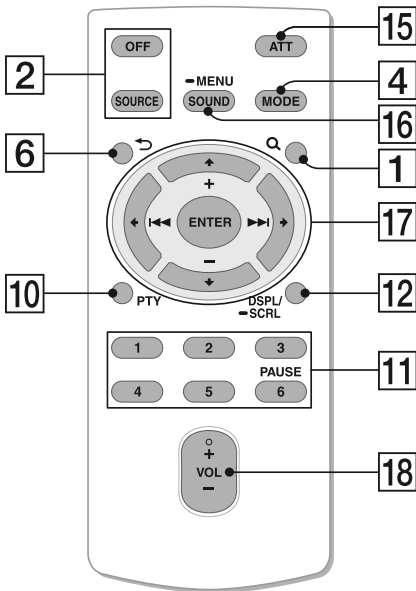 15
OFF ATT
2 MENU 4
SOURCE SOUND MODE
16
6 1
+
ENTER 17
−
10 PTY DSPL/ 12
SCRL
1 2 3
PAUSE 11
4 5 6
+
VOL 18
−